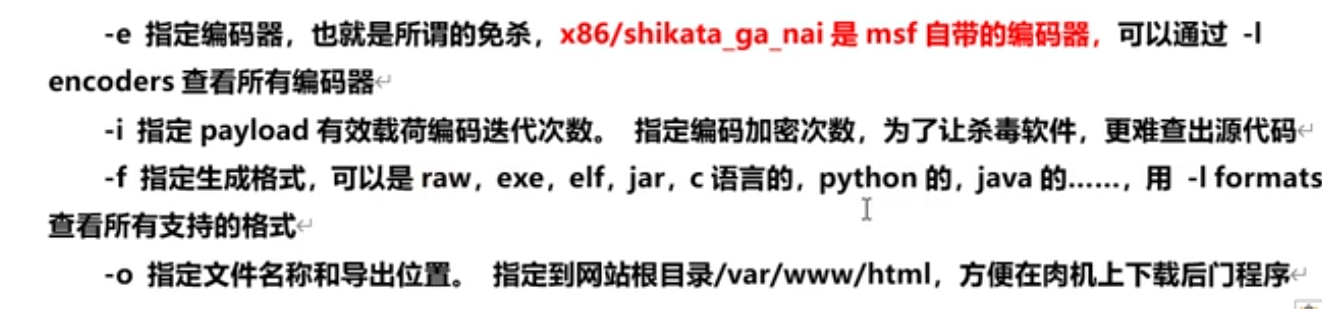 -e 指定编码器，也就是所谓的免杀，x86/shikata_ga_nai 是 msf 自带的编码器，可以通过 -l
encoders 查看所有编码器↵
-i 指定 payload 有效载荷编码迭代次数。 指定编码加密次数，为了让杀毒软件，更难查出源代码↵
-f 指定生成格式，可以是 raw，exe，elf，jar，c 语言的，python 的，java 的……，用 -l formats
查看所有支持的格式↵
-o 指定文件名称和导出位置。 指定到网站根目录/var/www/html，方便在肉机上下载后门程序↵